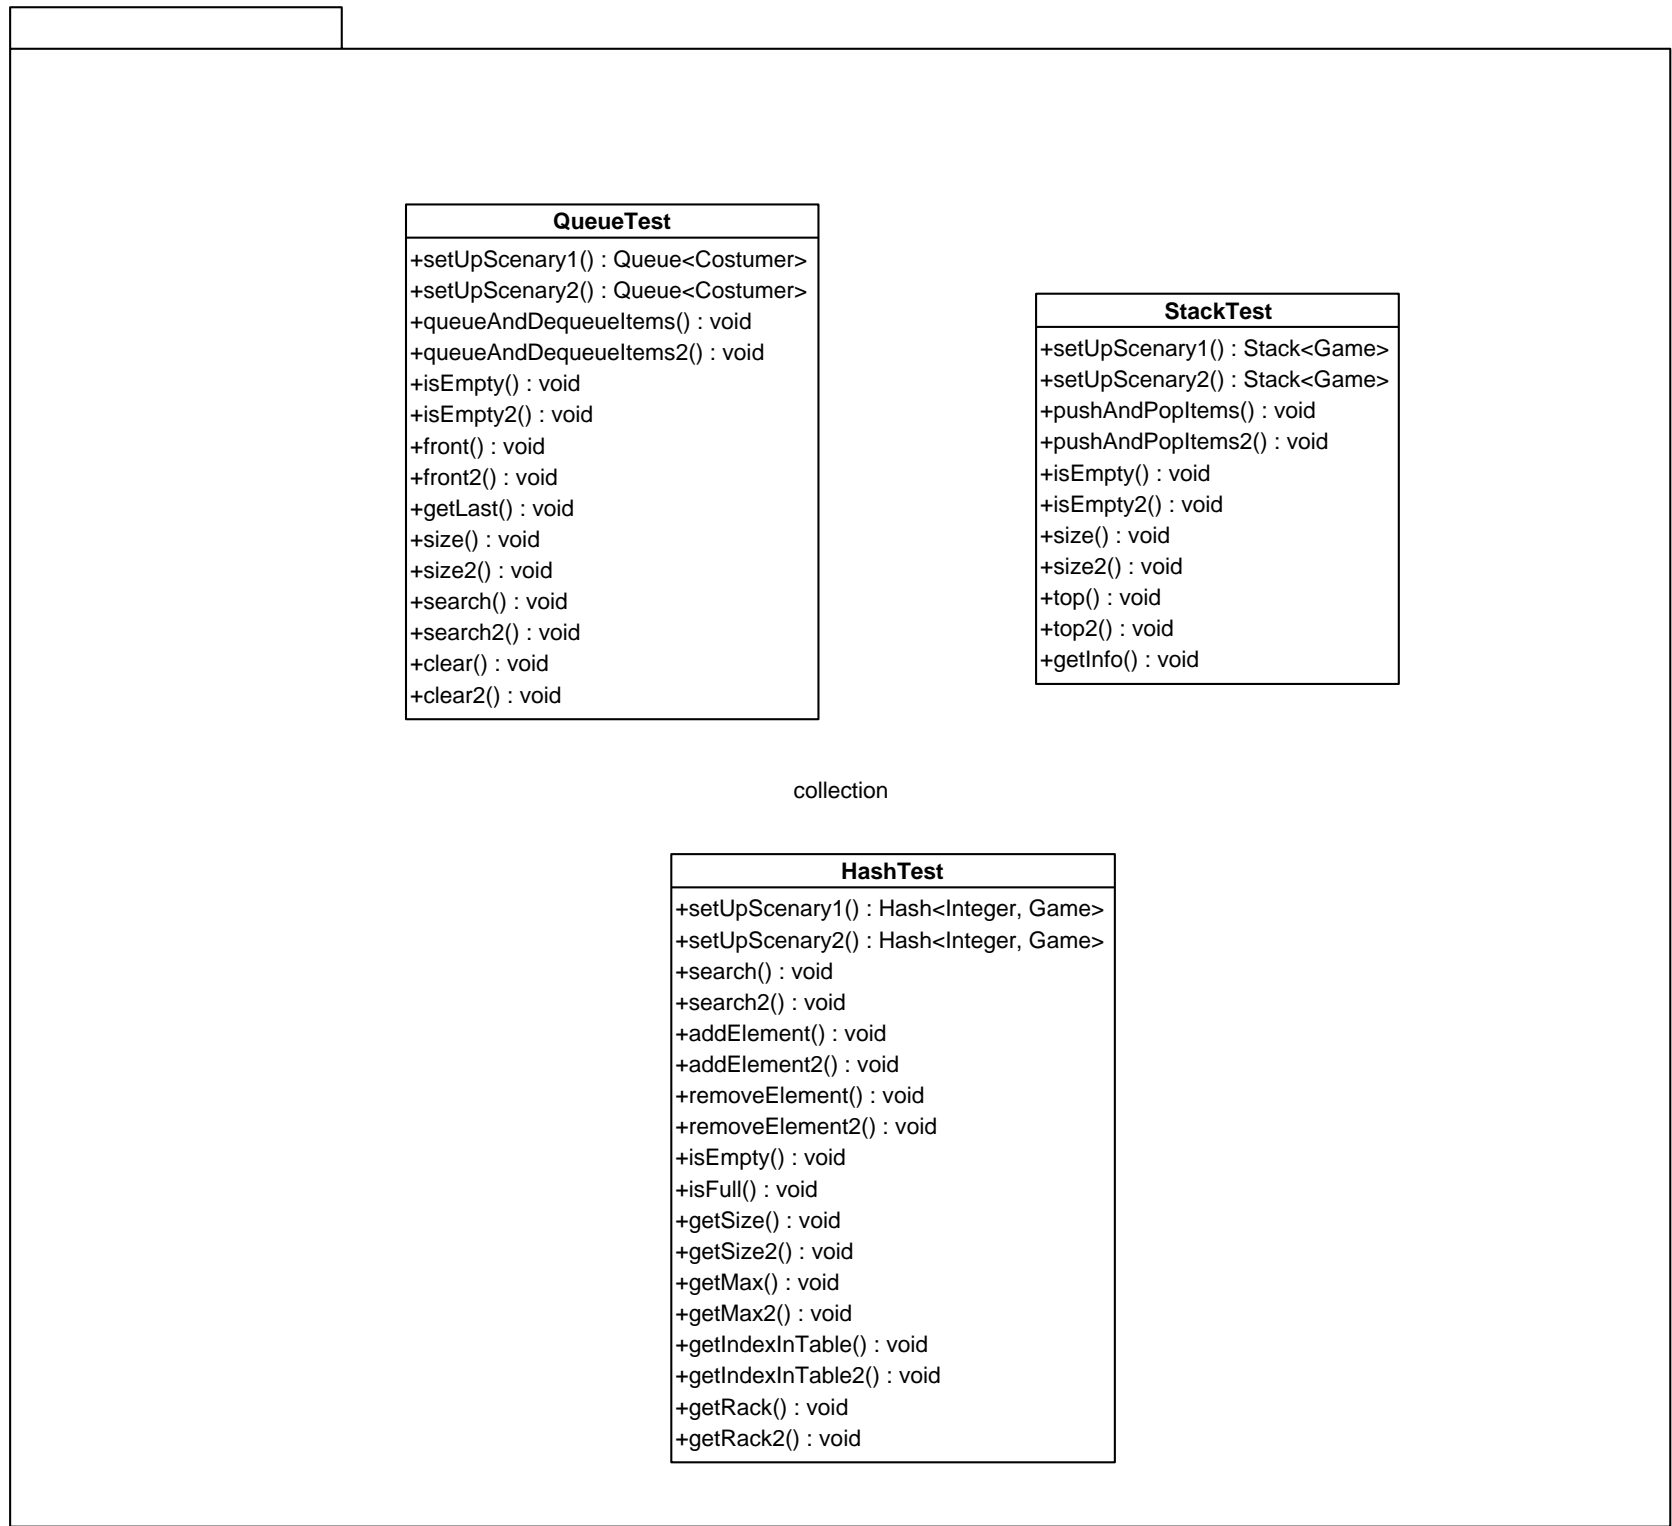 QueueTest
+setUpScenary1() : Queue<Costumer>
+setUpScenary2() : Queue<Costumer>
+queueAndDequeueItems() : void
+queueAndDequeueItems2() : void
+isEmpty() : void
+isEmpty2() : void
+front() : void
+front2() : void
+getLast() : void
+size() : void
+size2() : void
+search() : void
+search2() : void
+clear() : void
+clear2() : void
StackTest
+setUpScenary1() : Stack<Game>
+setUpScenary2() : Stack<Game>
+pushAndPopItems() : void
+pushAndPopItems2() : void
+isEmpty() : void
+isEmpty2() : void
+size() : void
+size2() : void
+top() : void
+top2() : void
+getInfo() : void
collection
HashTest
+setUpScenary1() : Hash<Integer, Game>
+setUpScenary2() : Hash<Integer, Game>
+search() : void
+search2() : void
+addElement() : void
+addElement2() : void
+removeElement() : void
+removeElement2() : void
+isEmpty() : void
+isFull() : void
+getSize() : void
+getSize2() : void
+getMax() : void
+getMax2() : void
+getIndexInTable() : void
+getIndexInTable2() : void
+getRack() : void
+getRack2() : void